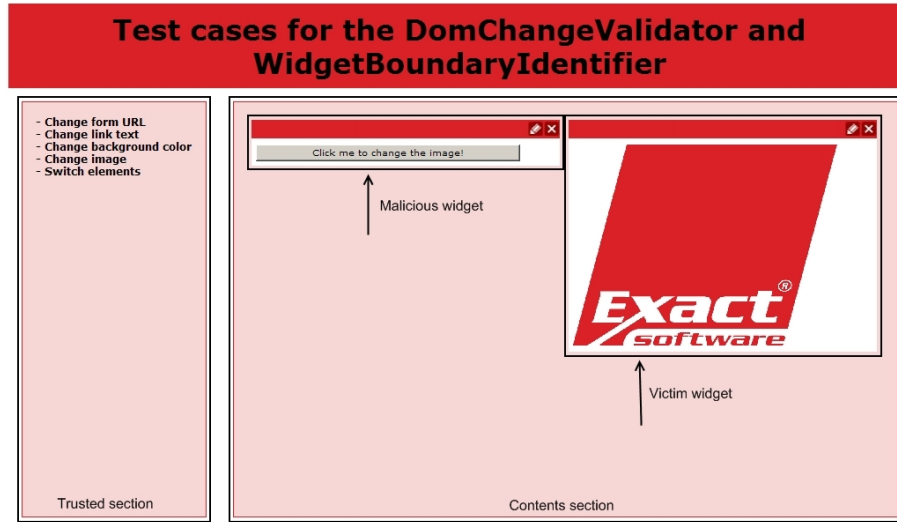 Test cases for the DomChangeValidator and
WidgetBoundaryIdentifier
- Change form URL
- Change link text
- Change background color
- Change image
- Switch elements
Trusted section
Click me to change the image!
Malicious widget
Exact®
software
Victim widget
Contents section